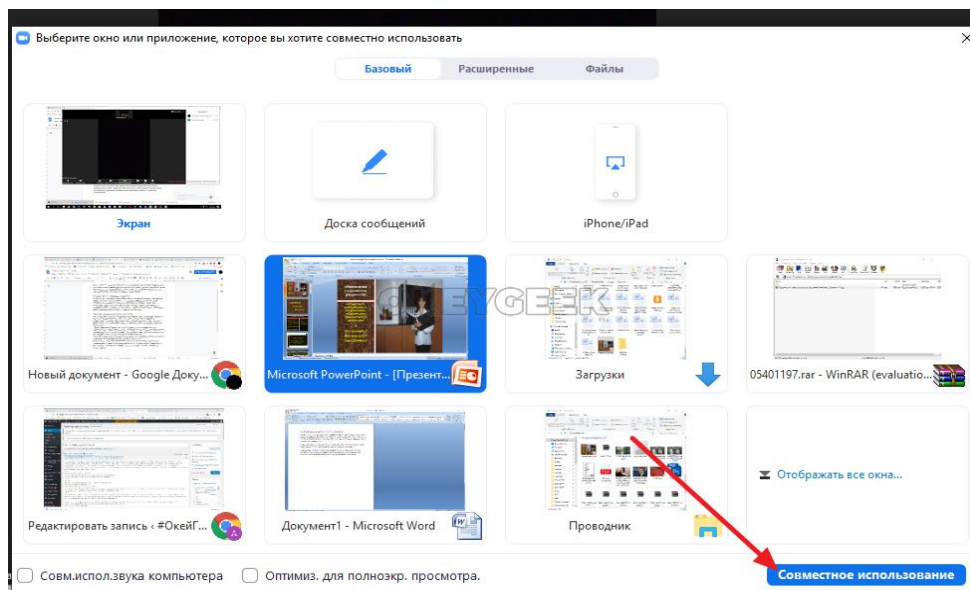 Выберите окно или приложение, которое вы хотите совместно использовать
Базовый Расширенные Файлы
Экран
Доска сообщений
iPhone/iPad
Новый документ - Google Доку...
Microsoft PowerPoint - [Презент...
Загрузки
05401197.rar - WinRAR (evaluatio...
Редактировать запись ‹ #ОкейГ...
Документ1 - Microsoft Word
Проводник
Отображать все окна...
Совм.испол.звука компьютера
Оптимиз. для полноэкр. просмотра.
Совместное использование